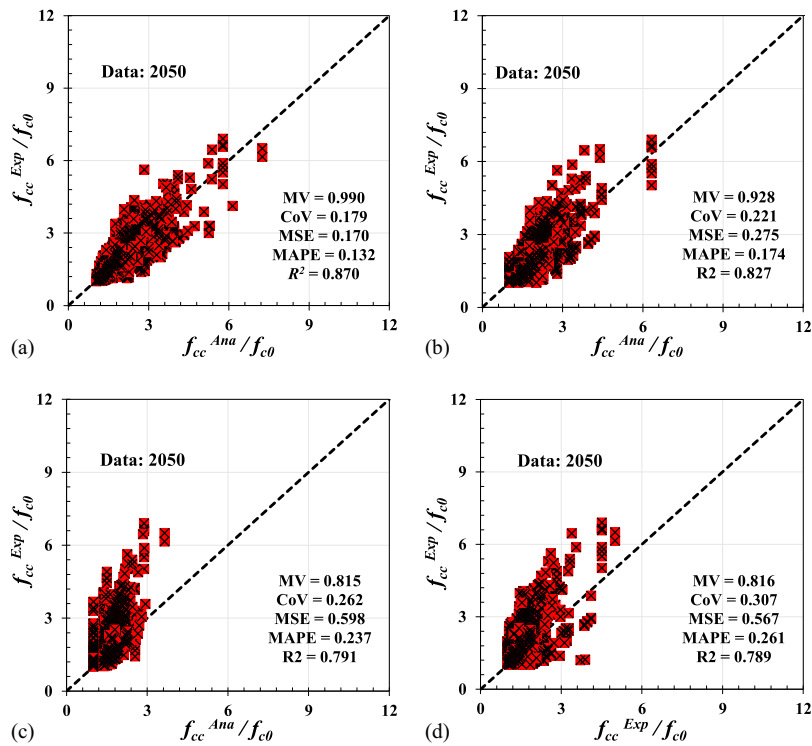 12
9
6
3
0
f_cc^Exp/f_c0
Data: 2050
MV = 0.990
CoV = 0.179
MSE = 0.170
MAPE = 0.132
R² = 0.870
0 3 6 9 12
(a)
f_cc^Ana/f_c0
12
9
6
3
0
f_cc^Exp/f_c0
Data: 2050
MV = 0.928
CoV = 0.221
MSE = 0.275
MAPE = 0.174
R2 = 0.827
0 3 6 9 12
(b)
f_cc^Ana/f_c0
12
9
6
3
0
f_cc^Exp/f_c0
Data: 2050
MV = 0.815
CoV = 0.262
MSE = 0.598
MAPE = 0.237
R2 = 0.791
0 3 6 9 12
(c)
f_cc^Ana/f_c0
12
9
6
3
0
f_cc^Exp/f_c0
Data: 2050
MV = 0.816
CoV = 0.307
MSE = 0.567
MAPE = 0.261
R2 = 0.789
0 3 6 9 12
(d)
f_cc^Exp/f_c0